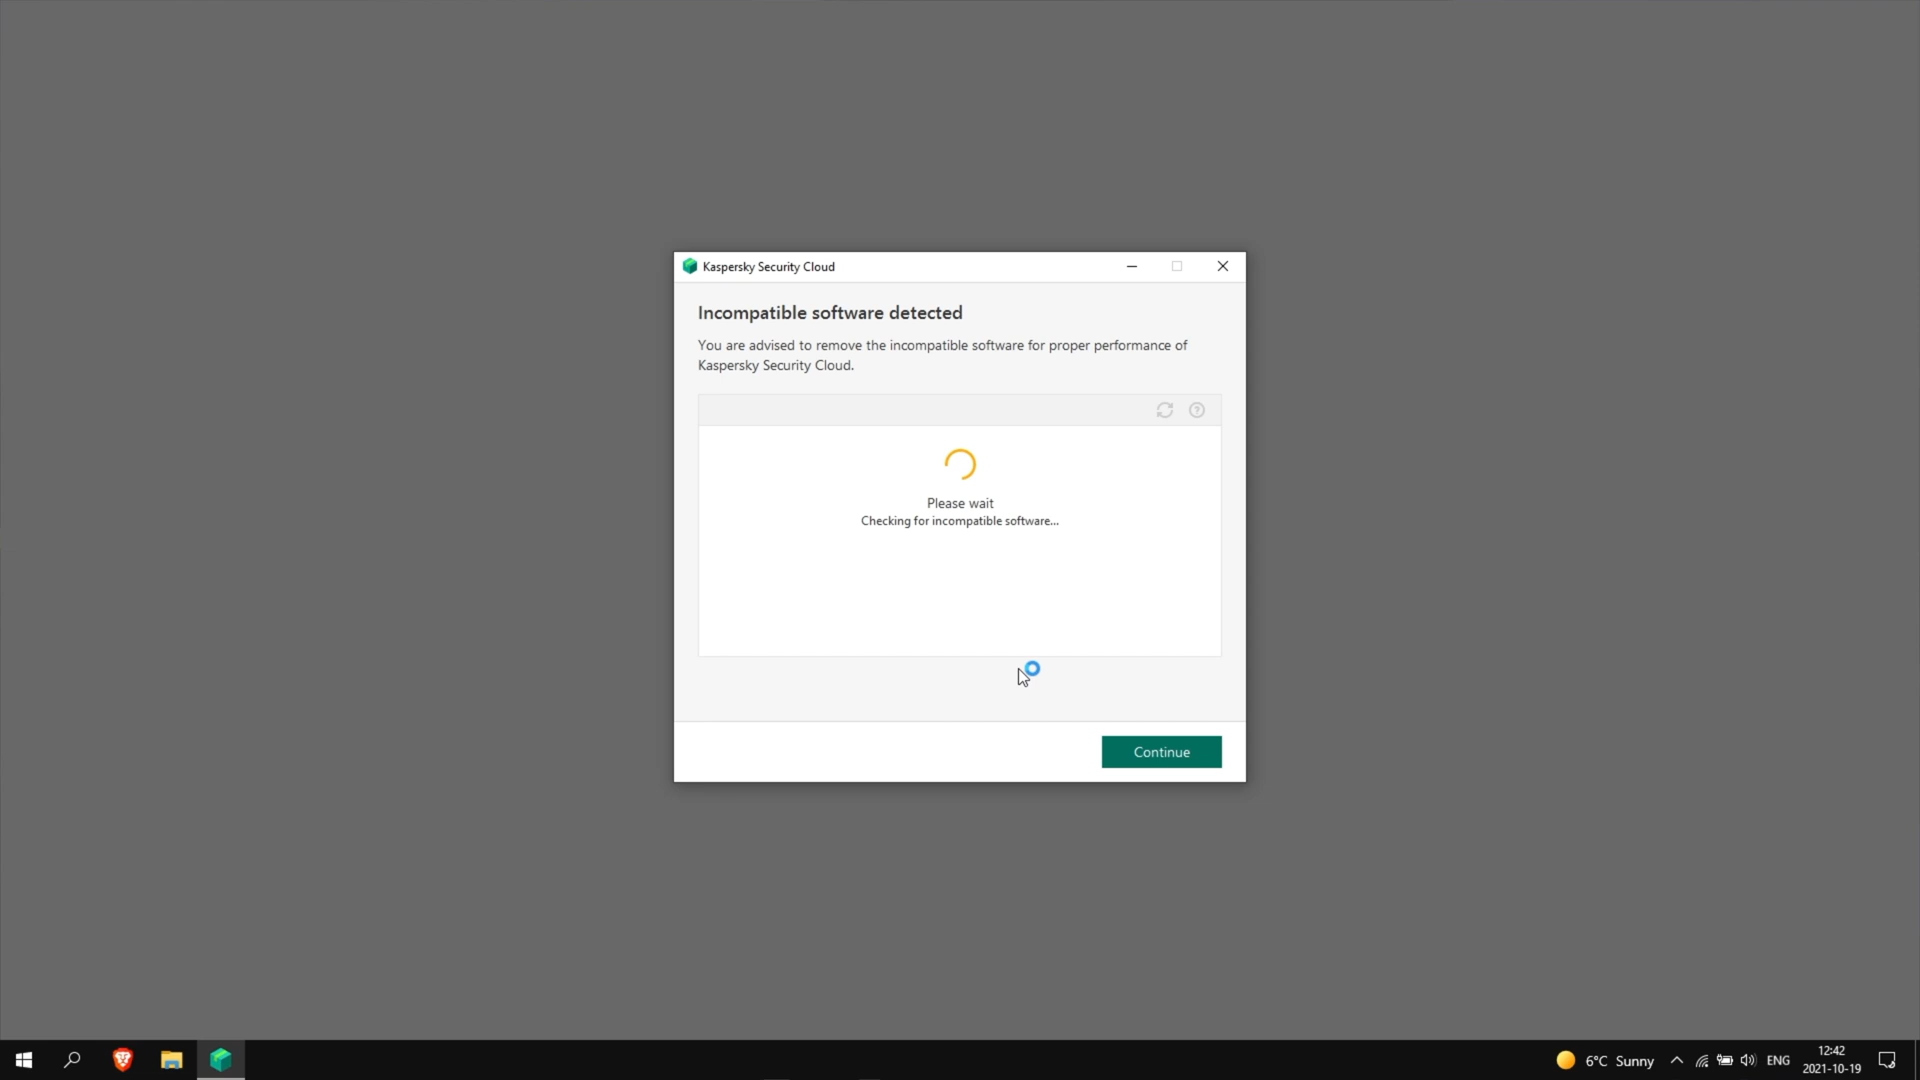 Kaspersky Security Cloud
Incompatible software detected
You are advised to remove the incompatible software for proper performance of
Kaspersky Security Cloud.
Please wait
Checking for incompatible software...
Continue
6°C Sunny
ENG
12:42
2021-10-19